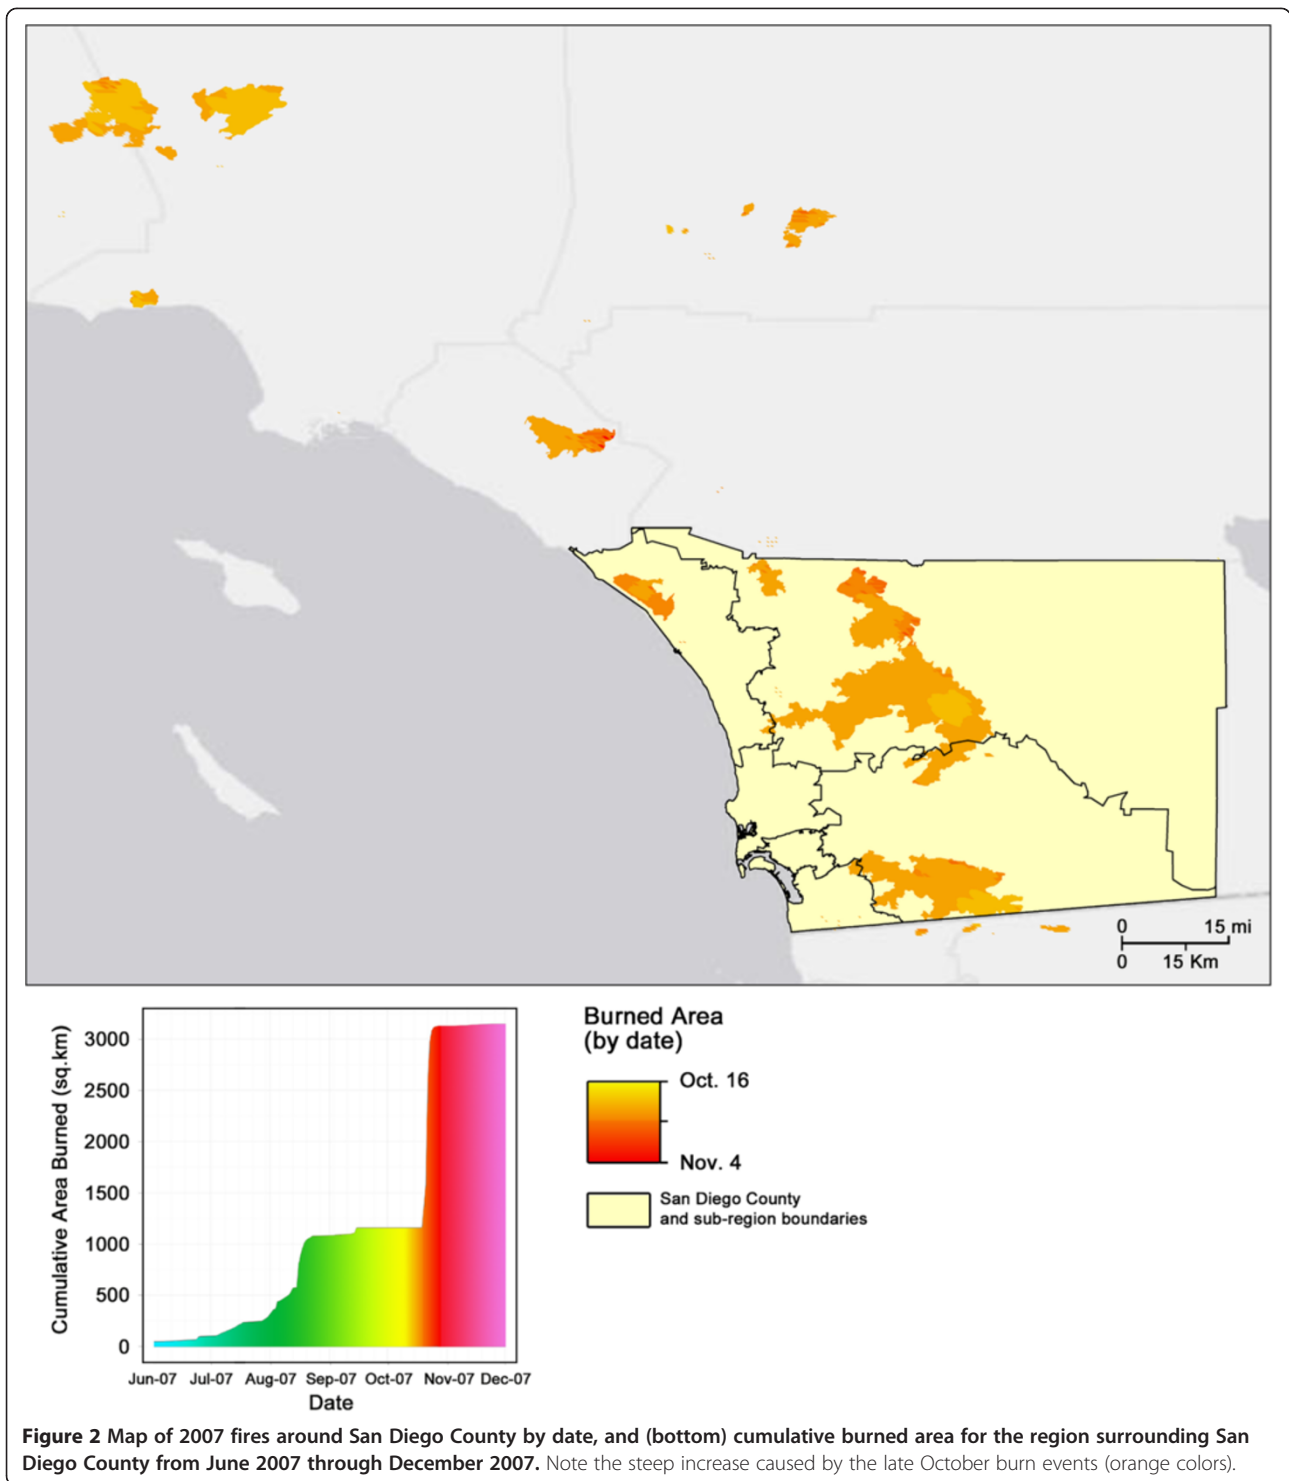 0 15 mi
0 15 Km
Cumulative Area Burned (sq.km)
3000
2500
2000
1500
1000
500
0
Jun-07 Jul-07 Aug-07 Sep-07 Oct-07 Nov-07 Dec-07
Date
Burned Area
(by date)
Oct. 16
Nov. 4
San Diego County
and sub-region boundaries
Figure 2 Map of 2007 fires around San Diego County by date, and (bottom) cumulative burned area for the region surrounding San
Diego County from June 2007 through December 2007. Note the steep increase caused by the late October burn events (orange colors).